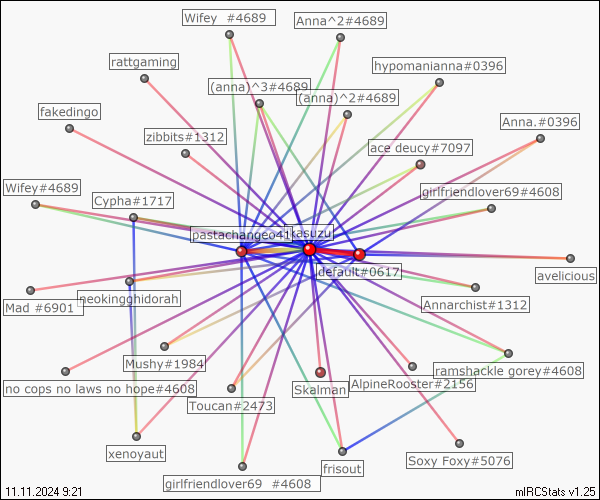 Wifey  #4689
Anna^2#4689
rattgaming
hypomanianna#0396
(anna)^3#4689
(anna)^2#4689
fakedingo
Anna.#0396
zibbits#1312
ace deucy#7097
Wifey#4689
Cypha#1717
girlfriendlover69#4608
kasuzu
default#0617
avelicious
neokingghidorah
Mad #6901
Annarchist#1312
Mushy#1984
ramshackle gorey#4608
no cops no laws no hope#4608
Skalman
AlpineRooster#2156
Toucan#2473
xenoyaut
Soxy Foxy#5076
frisout
girlfriendlover69  #4608
11.11.2024 9:21
mIRCStats v1.25